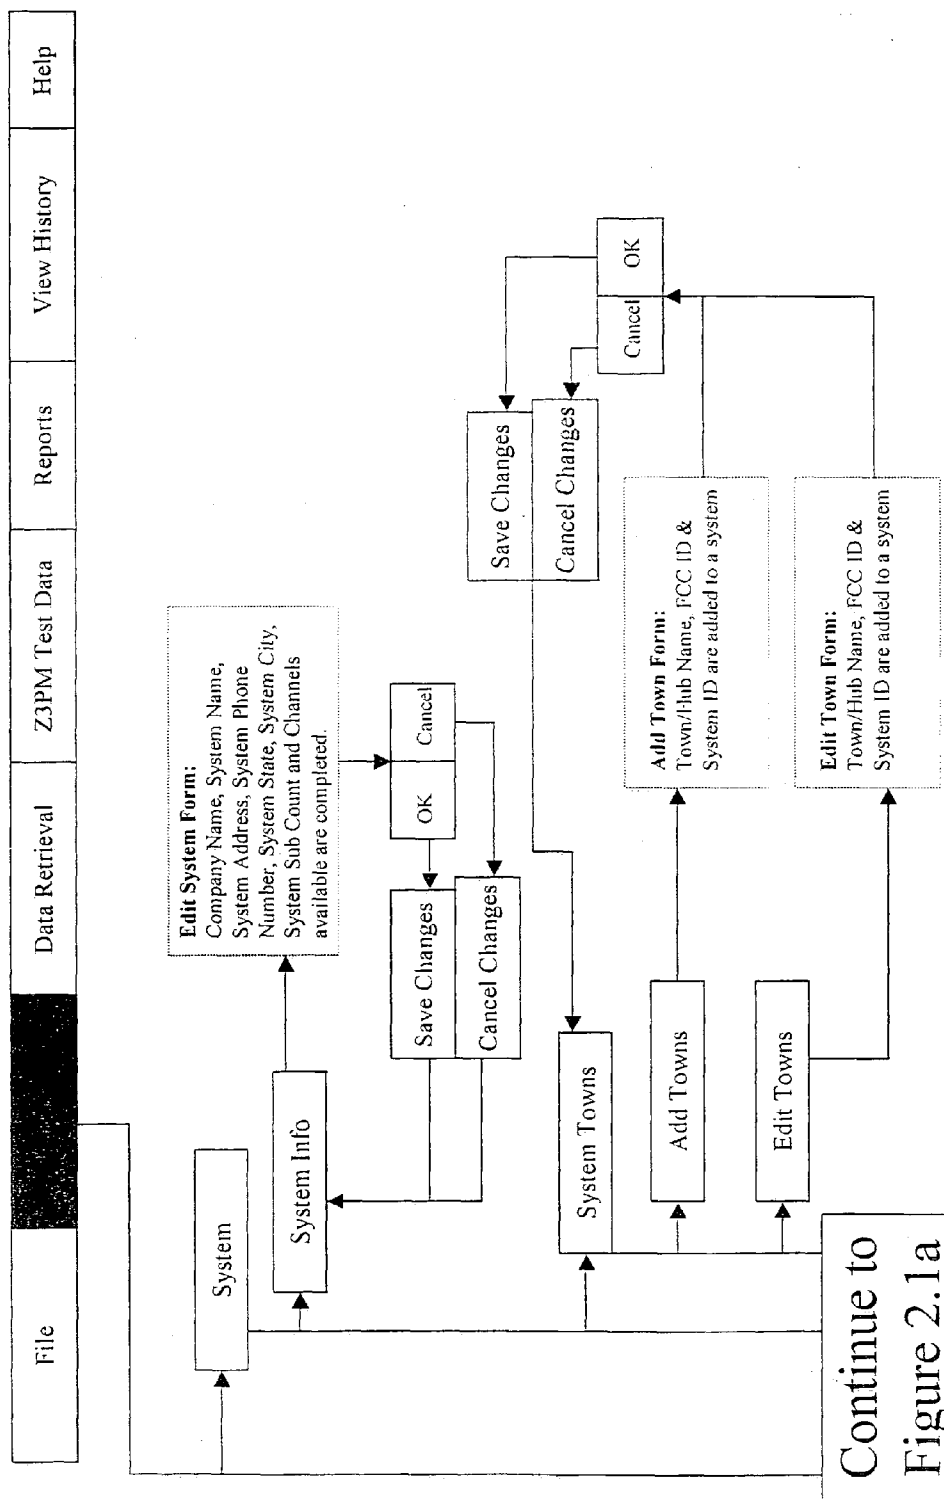 File
Data Retrieval
Z3PM Test Data
Reports
View History
Help
System
System Info
Edit System Form:
Company Name, System Name,
System Address, System Phone
Number, System State, System City,
System Sub Count and Channels
available are completed.
OK
Cancel
Save Changes
Cancel Changes
System Towns
Save Changes
Cancel Changes
Cancel
OK
Add Towns
Add Town Form:
Town/Hub Name, FCC ID &
System ID are added to a system
Edit Towns
Edit Town Form:
Town/Hub Name, FCC ID &
System ID are added to a system
Continue to
Figure 2.1a